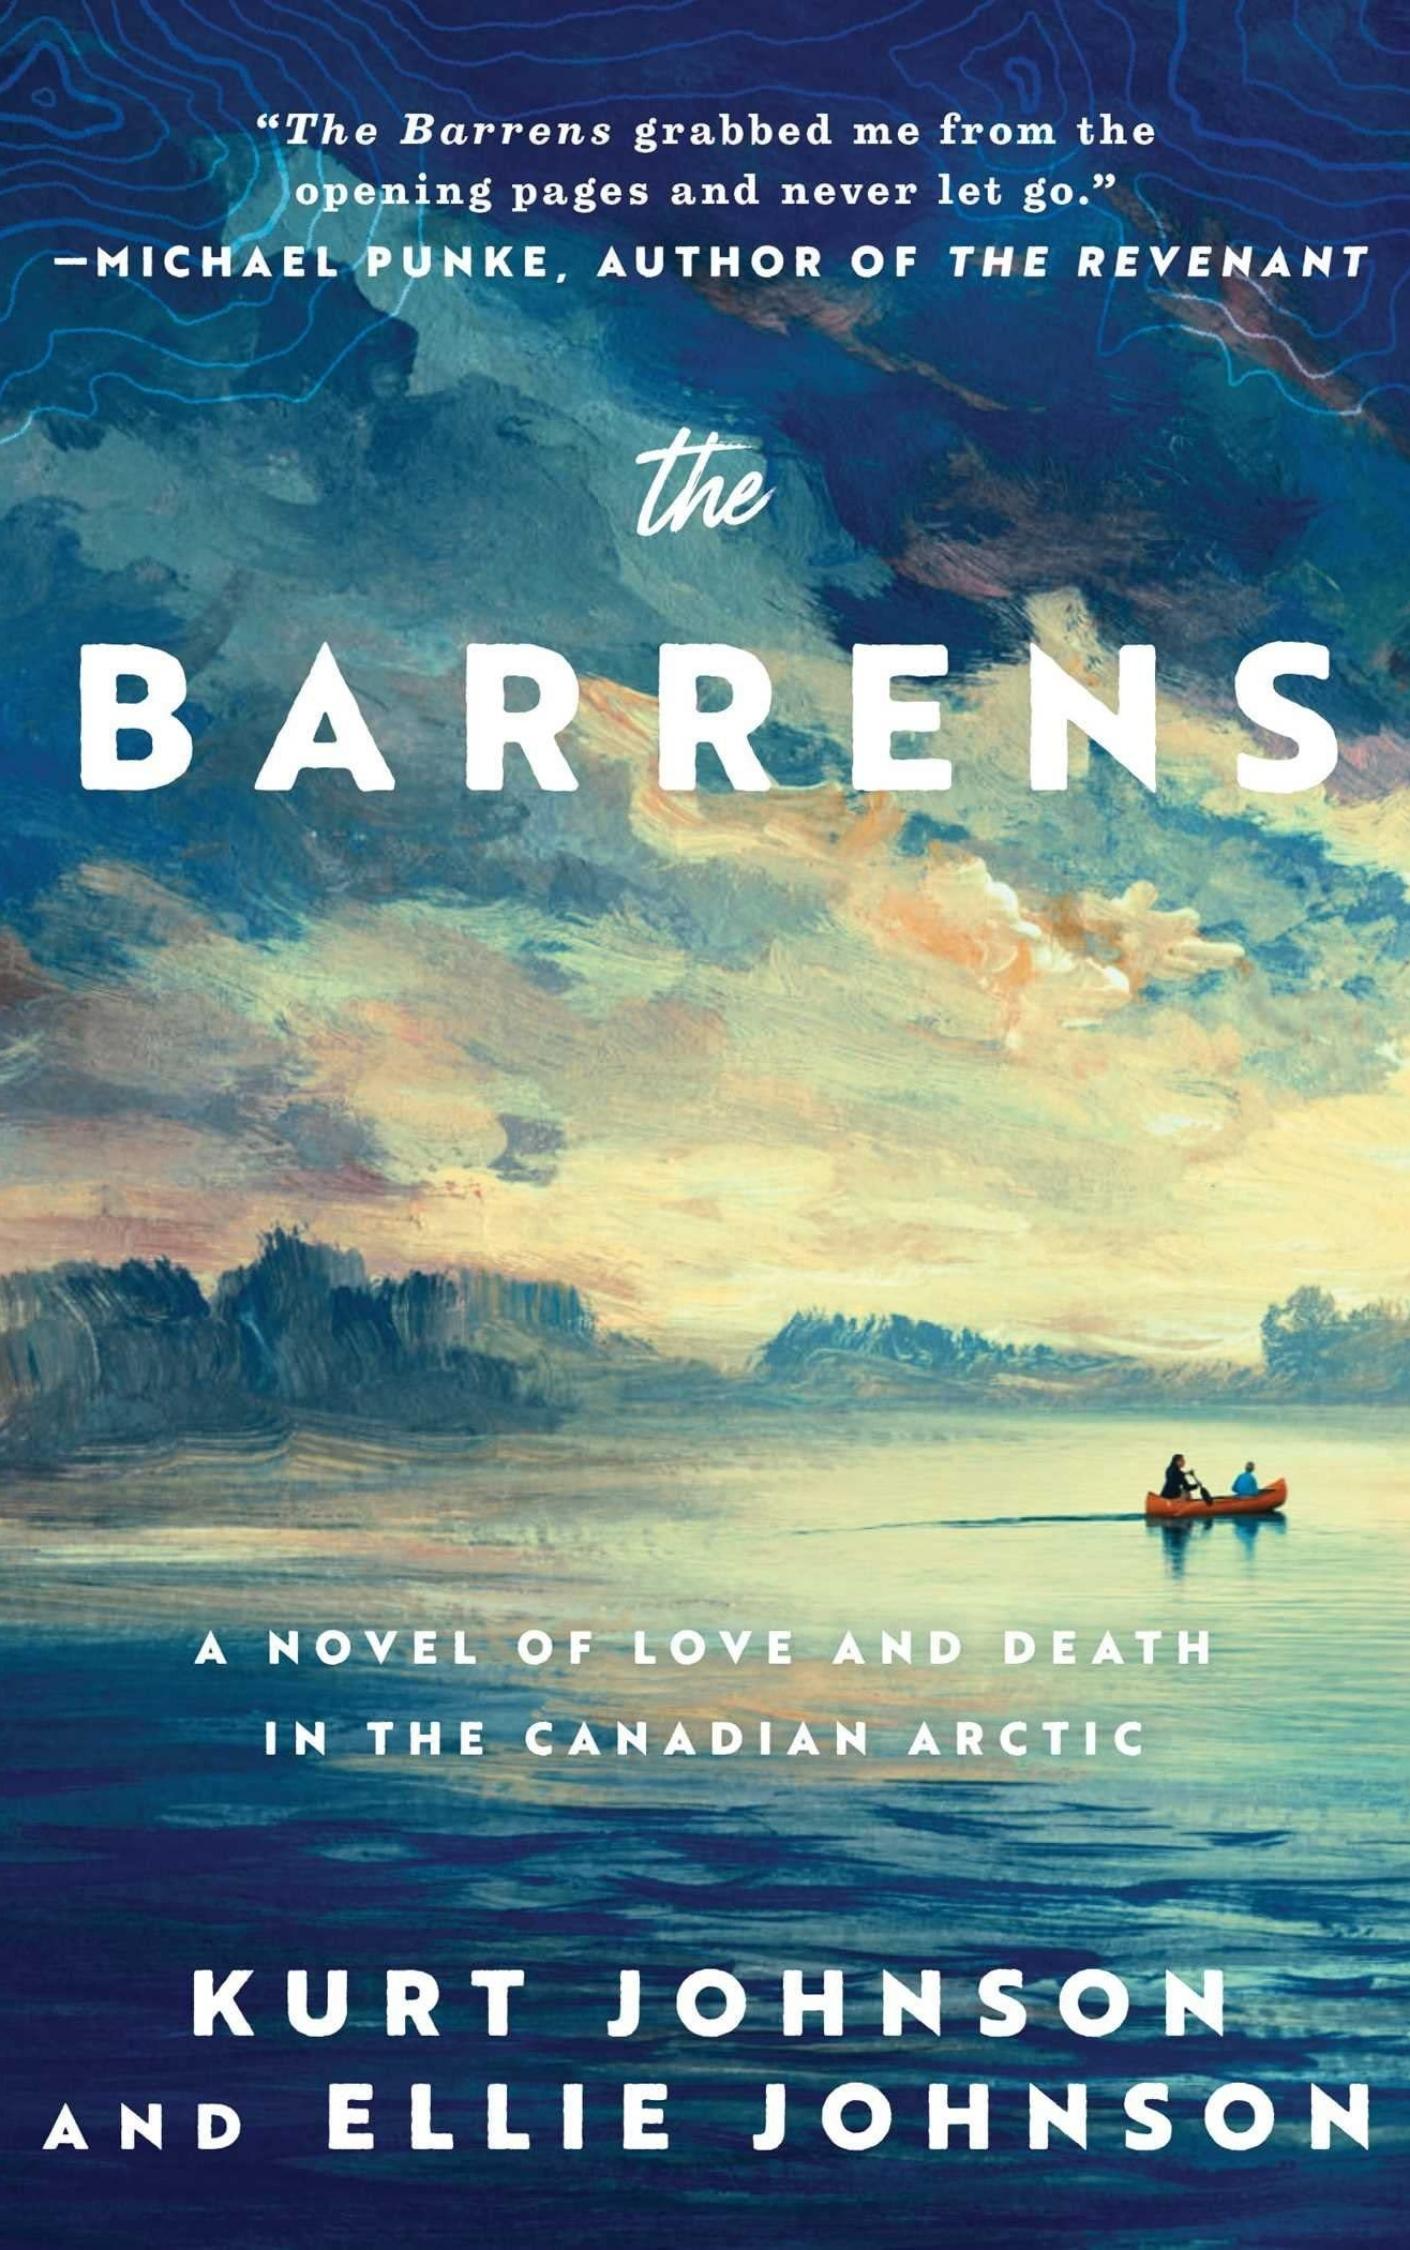 “The Barrens grabbed me from the
opening pages and never let go.”
—MICHAEL PUNKE, AUTHOR OF THE REVENANT
the
BARRENS
A NOVEL OF LOVE AND DEATH
IN THE CANADIAN ARCTIC
KURT JOHNSON
AND ELLIE JOHNSON